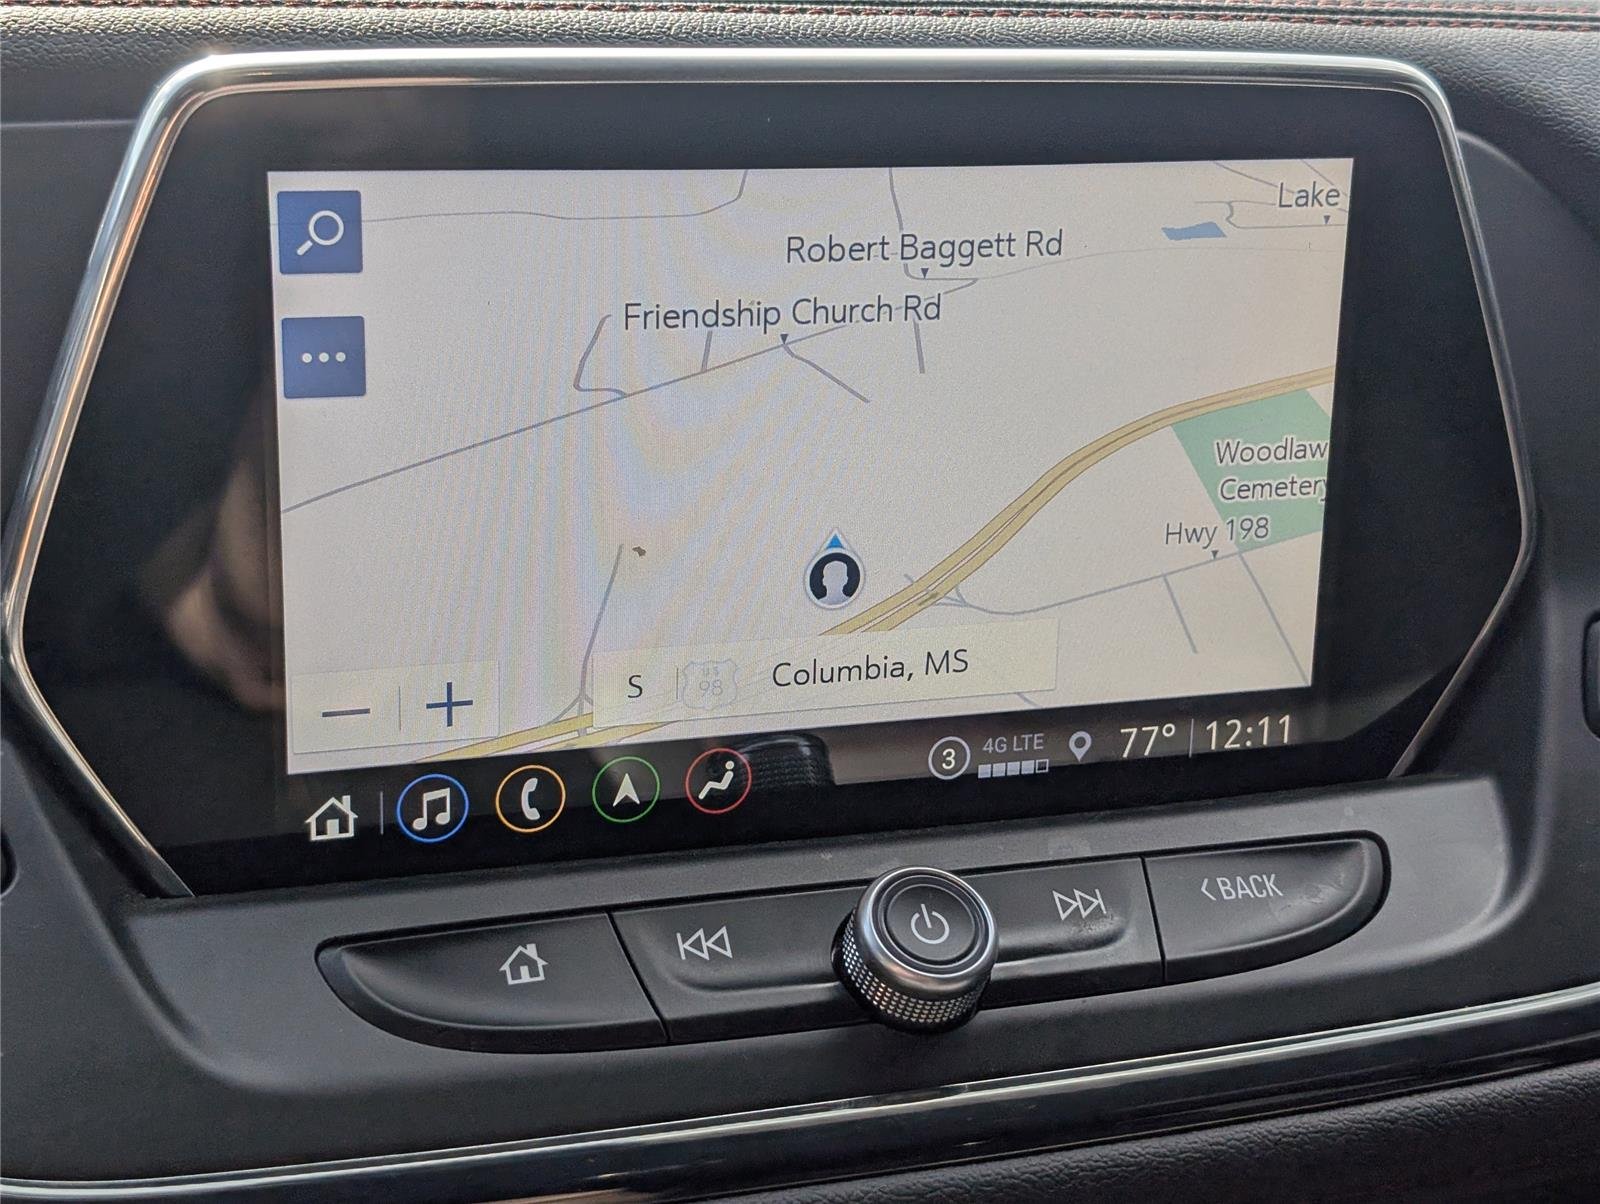 Lake
Robert Baggett Rd
Friendship Church Rd
Woodlaw
Cemetery
Hwy 198
S
US
98
Columbia, MS
3
4G LTE
77°
12:11
< BACK